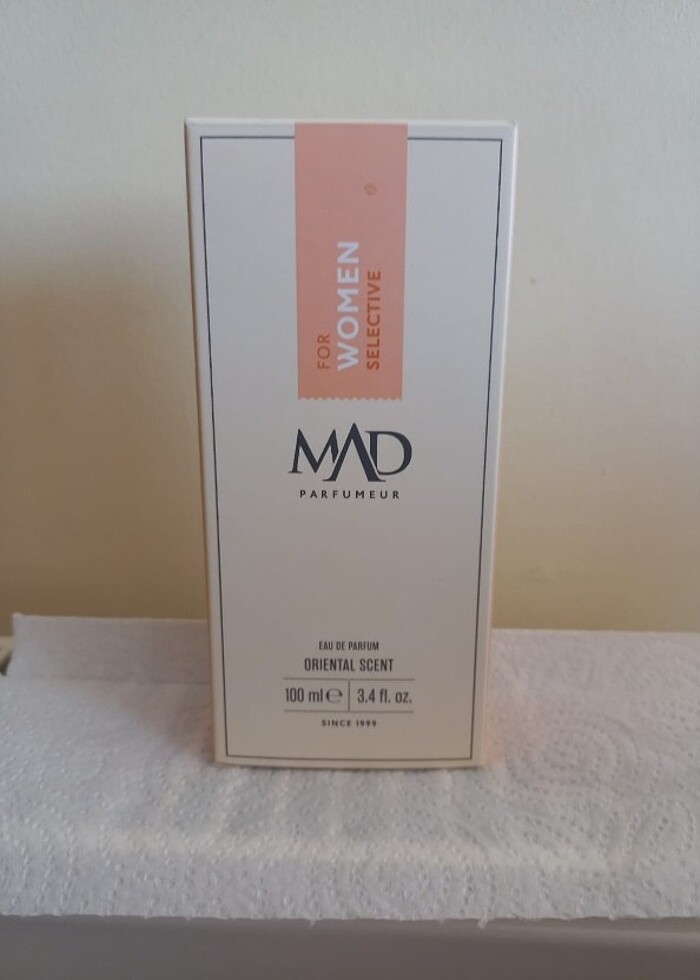 FOR
WOMEN
SELECTIVE
MAD
PARFUMEUR
EAU DE PARFUM
ORIENTAL SCENT
100 ml ℮ 3.4 fl. oz.
SINCE 1999